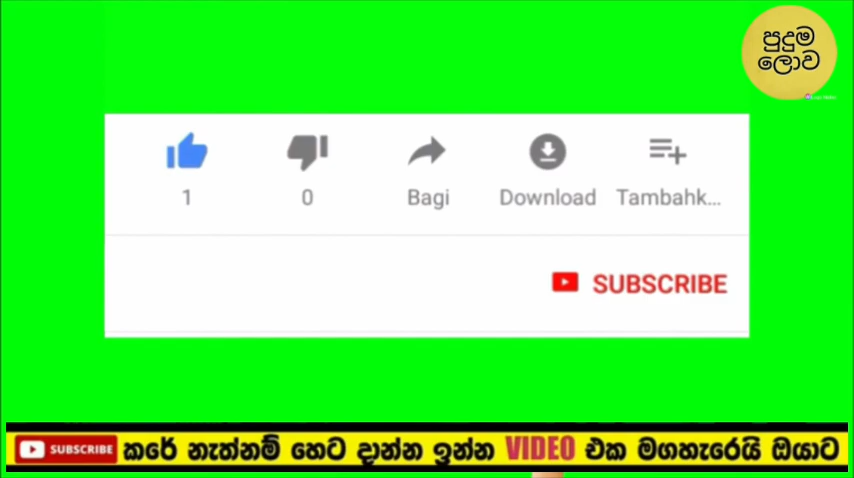 පුදුම
ලොව
1 0 Bagi Download Tambahk...
SUBSCRIBE
SUBSCRIBE කරේ නැත්නම් හෙට දාන්න ඉන්න VIDEO එක මගහැරෙයි ඔයාට